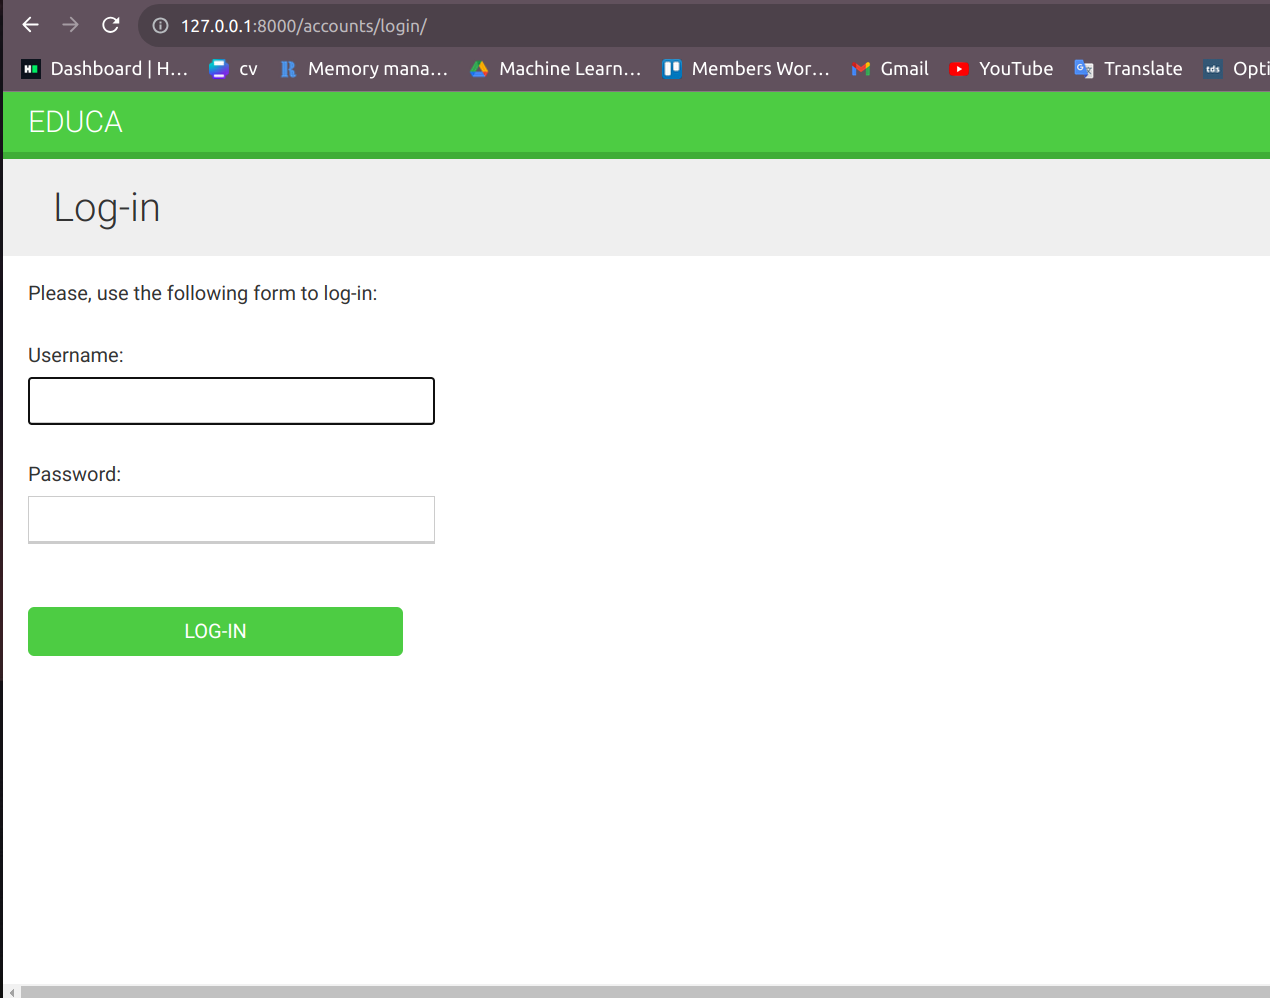 127.0.0.1:8000/accounts/login/
Dashboard | H... cv Memory mana... Machine Learn... Members Wor... Gmail YouTube Translate tds Opti
EDUCA
Log-in
Please, use the following form to log-in:
Username:
Password:
LOG-IN